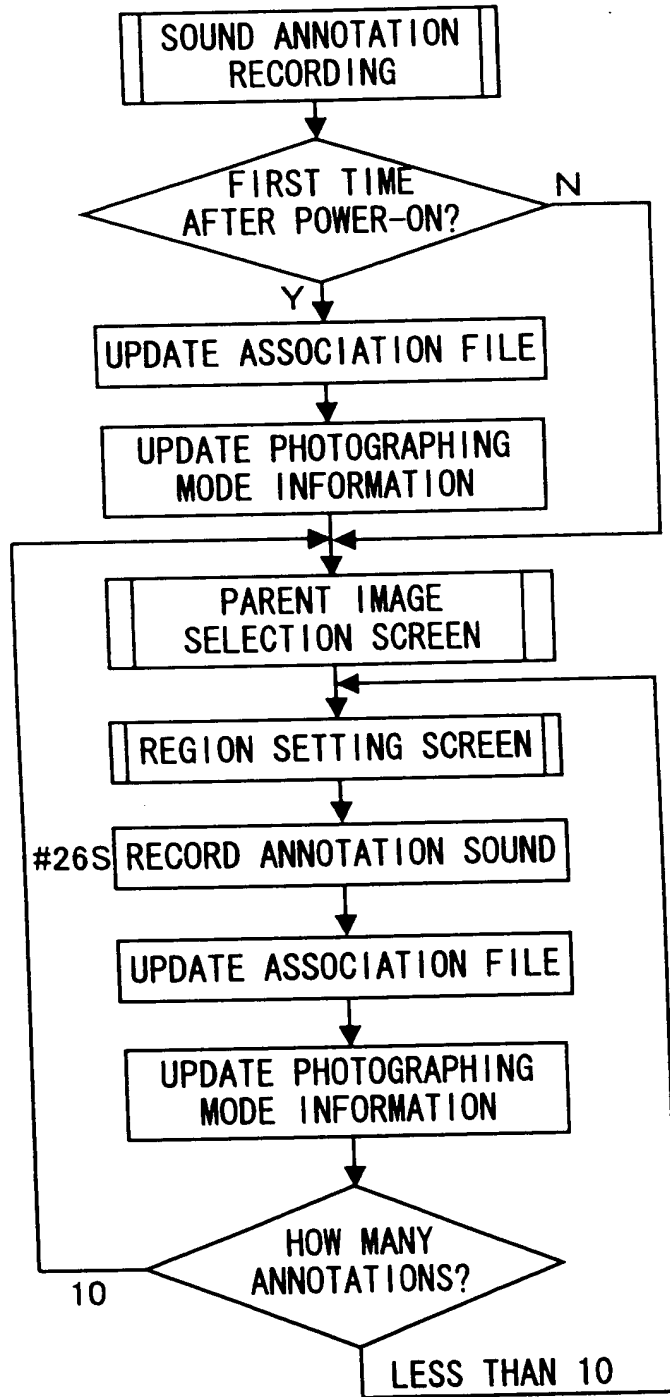 SOUND ANNOTATION
RECORDING
FIRST TIME
AFTER POWER-ON?
N
Y
UPDATE ASSOCIATION FILE
UPDATE PHOTOGRAPHING
MODE INFORMATION
PARENT IMAGE
SELECTION SCREEN
REGION SETTING SCREEN
#26S RECORD ANNOTATION SOUND
UPDATE ASSOCIATION FILE
UPDATE PHOTOGRAPHING
MODE INFORMATION
HOW MANY
ANNOTATIONS?
10
LESS THAN 10